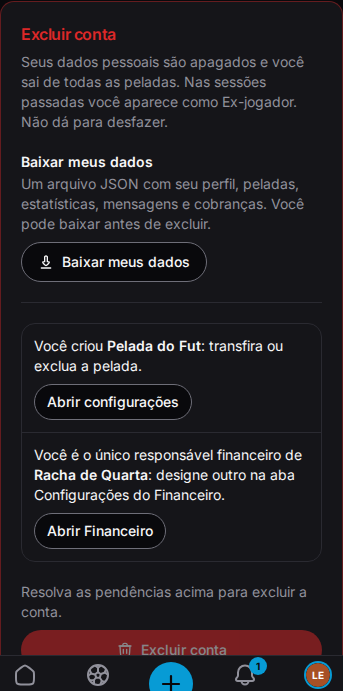 Excluir conta
Seus dados pessoais são apagados e você
sai de todas as peladas. Nas sessões
passadas você aparece como Ex-jogador.
Não dá para desfazer.
Baixar meus dados
Um arquivo JSON com seu perfil, peladas,
estatísticas, mensagens e cobranças. Você
pode baixar antes de excluir.
Baixar meus dados
Você criou Pelada do Fut: transfira ou
exclua a pelada.
Abrir configurações
Você é o único responsável financeiro de
Racha de Quarta: designe outro na aba
Configurações do Financeiro.
Abrir Financeiro
Resolva as pendências acima para excluir a
conta.
Excluir conta
1
LE